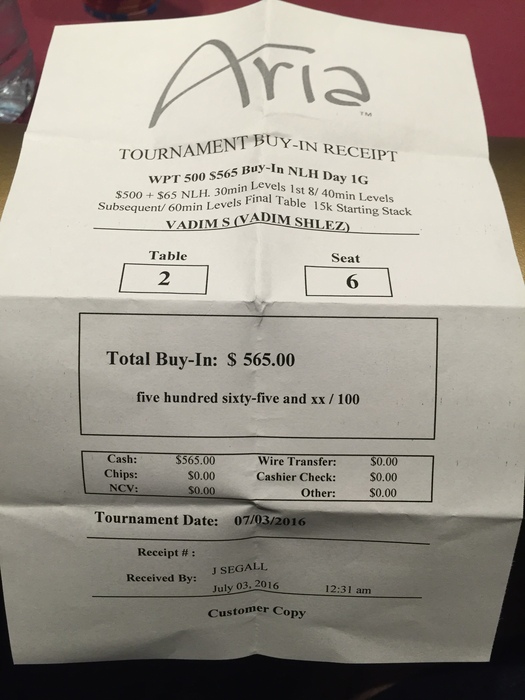 Aria
TM
TOURNAMENT BUY-IN RECEIPT
WPT 500 $565 Buy-In NLH Day 1G
$500 + $65 NLH. 30min Levels 1st 8/ 40min Levels
Subsequent/ 60min Levels Final Table 15k Starting Stack
VADIM S (VADIM SHLEZ)
Table Seat
2 6
Total Buy-In: $ 565.00
five hundred sixty-five and xx / 100
Cash: $565.00 Wire Transfer: $0.00
Chips: $0.00 Cashier Check: $0.00
NCV: $0.00 Other: $0.00
Tournament Date: 07/03/2016
Receipt # :
Received By: J SEGALL
July 03, 2016 12:31 am
Customer Copy